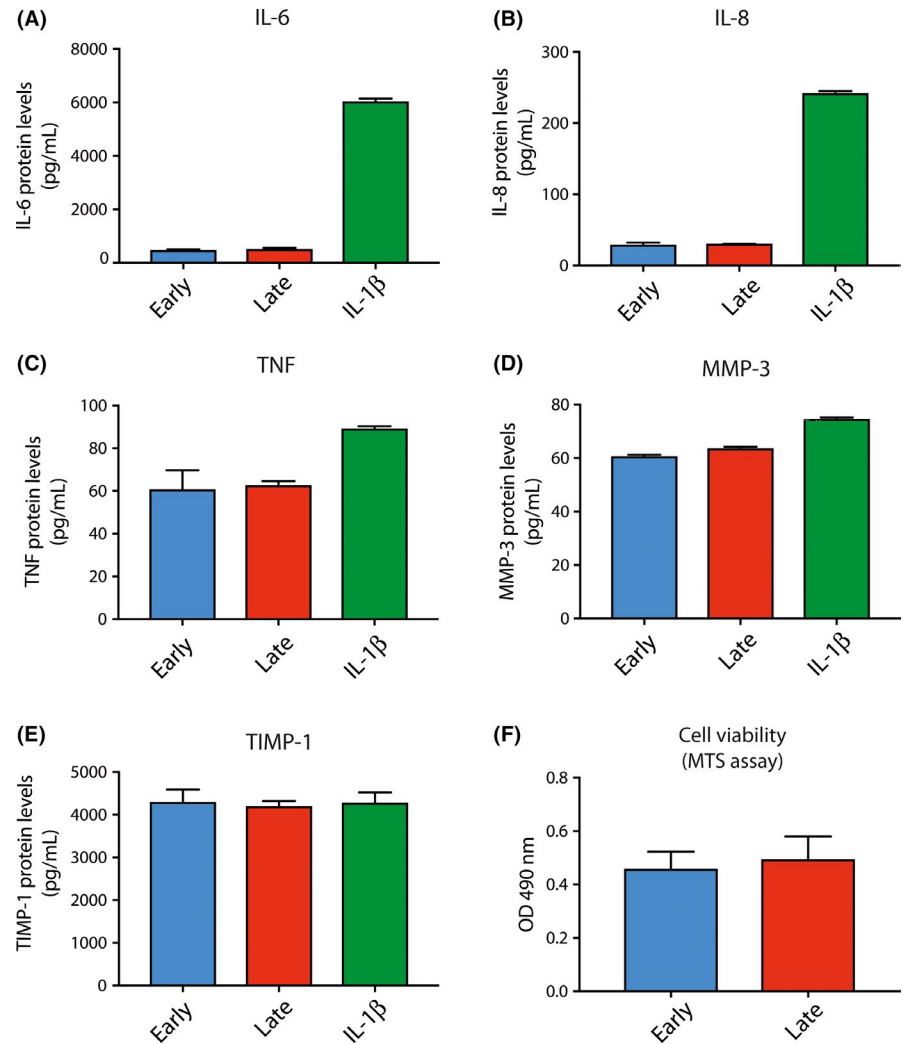 (A)
IL-6
IL-6 protein levels
(pg/mL)
8000
6000
4000
2000
0
Early
Late
IL-1β
(B)
IL-8
IL-8 protein levels
(pg/mL)
300
200
100
0
Early
Late
IL-1β
(C)
TNF
TNF protein levels
(pg/mL)
100
80
60
40
20
0
Early
Late
IL-1β
(D)
MMP-3
MMP-3 protein levels
(pg/mL)
80
60
40
20
0
Early
Late
IL-1β
(E)
TIMP-1
TIMP-1 protein levels
(pg/mL)
5000
4000
3000
2000
1000
0
Early
Late
IL-1β
(F)
Cell viability
(MTS assay)
OD 490 nm
0.8
0.6
0.4
0.2
0.0
Early
Late